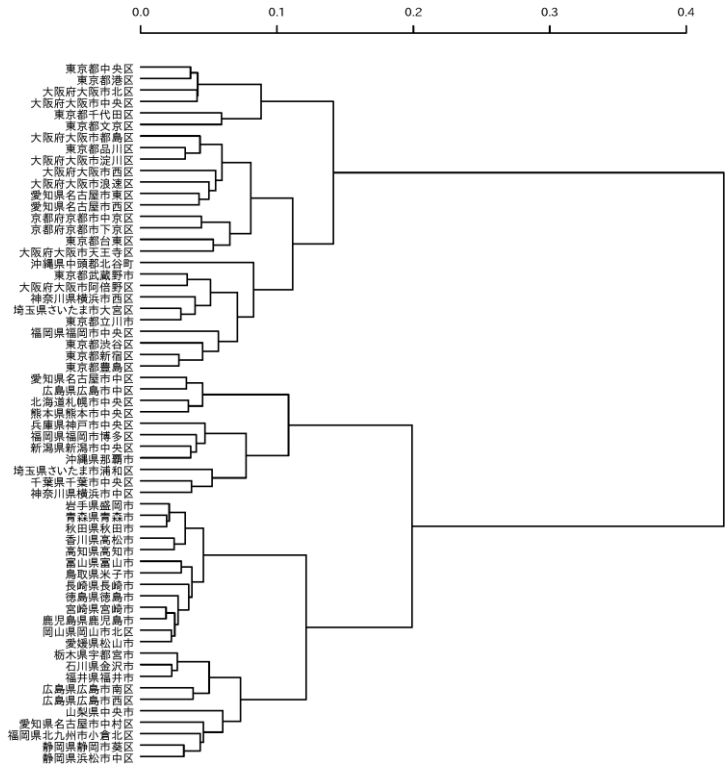 0.0 0.1 0.2 0.3 0.4
東京都中央区
東京都港区
大阪府大阪市北区
大阪府大阪市中央区
東京都千代田区
東京都文京区
大阪府大阪市都島区
東京都品川区
大阪府大阪市淀川区
大阪府大阪市西区
大阪府大阪市浪速区
愛知県名古屋市東区
愛知県名古屋市西区
京都府京都市中京区
京都府京都市下京区
東京都台東区
大阪府大阪市天王寺区
沖縄県中頭郡北谷町
東京都武蔵野市
大阪府大阪市阿倍野区
神奈川県横浜市西区
埼玉県さいたま市大宮区
東京都立川市
福岡県福岡市中央区
東京都渋谷区
東京都新宿区
東京都豊島区
愛知県名古屋市中区
広島県広島市中区
北海道札幌市中央区
熊本県熊本市中央区
兵庫県神戸市中央区
福岡県福岡市博多区
新潟県新潟市中央区
沖縄県那覇市
埼玉県さいたま市浦和区
千葉県千葉市中央区
神奈川県横浜市中区
岩手県盛岡市
青森県青森市
秋田県秋田市
香川県高松市
高知県高知市
富山県富山市
鳥取県米子市
長崎県長崎市
徳島県徳島市
宮崎県宮崎市
鹿児島県鹿児島市
岡山県岡山市北区
愛媛県松山市
栃木県宇都宮市
石川県金沢市
福井県福井市
広島県広島市南区
広島県広島市西区
山梨県中央市
愛知県名古屋市中村区
福岡県北九州市小倉北区
静岡県静岡市葵区
静岡県浜松市中区